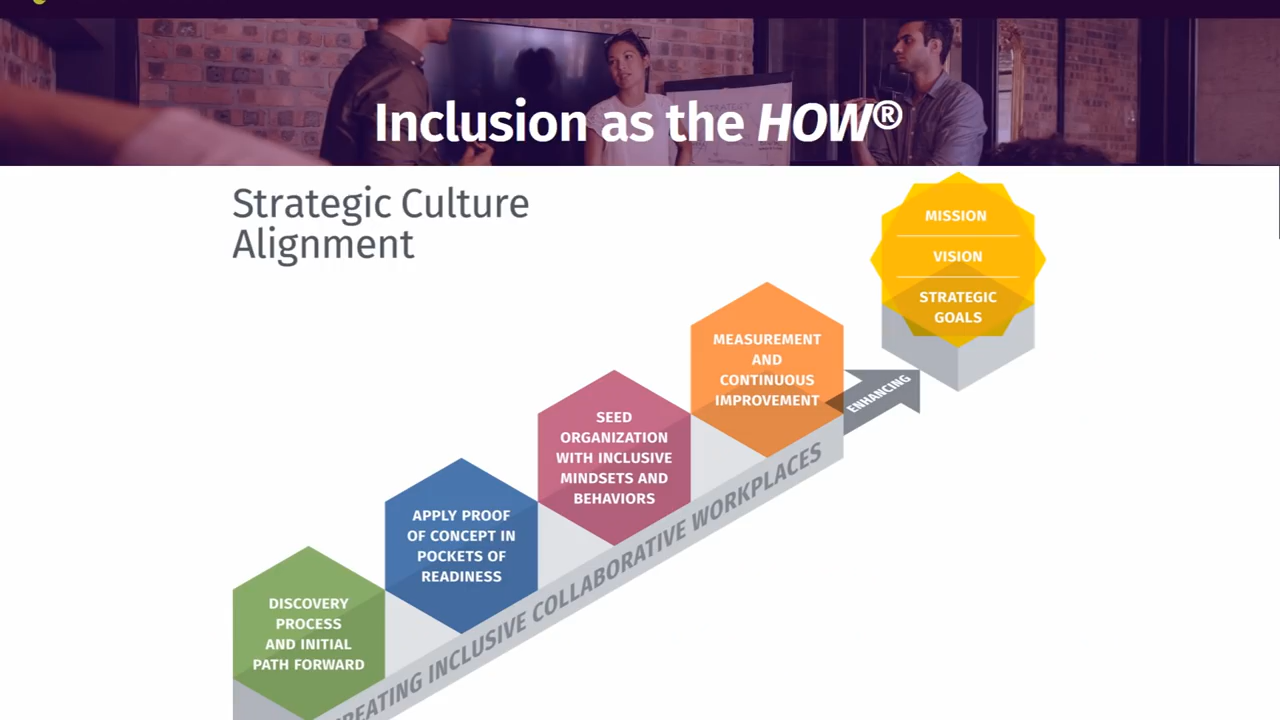 Inclusion as the HOW®
Strategic Culture
Alignment
MISSION
VISION
STRATEGIC
GOALS
MEASUREMENT
AND
CONTINUOUS
IMPROVEMENT
ENHANCING
SEED
ORGANIZATION
WITH INCLUSIVE
MINDSETS AND
BEHAVIORS
APPLY PROOF
OF CONCEPT IN
POCKETS OF
READINESS
DISCOVERY
PROCESS
AND INITIAL
PATH FORWARD
REATING INCLUSIVE COLLABORATIVE WORKPLACES